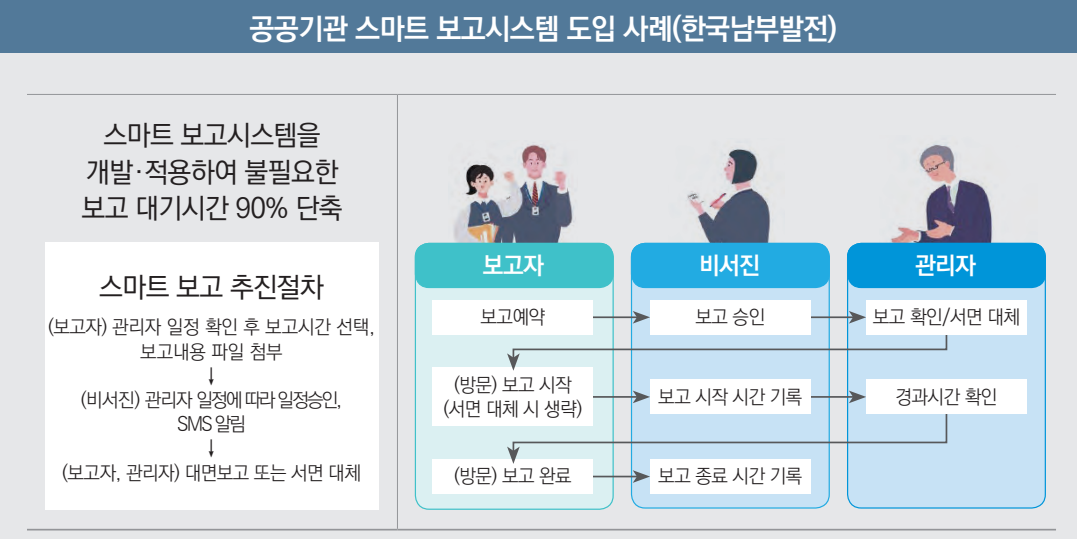 공공기관 스마트 보고시스템 도입 사례(한국남부발전)
스마트 보고시스템을
개발·적용하여 불필요한
보고 대기시간 90% 단축
스마트 보고 추진절차
(보고자) 관리자 일정 확인 후 보고시간 선택,
보고내용 파일 첨부
↓
(비서진) 관리자 일정에 따라 일정승인,
SMS 알림
↓
(보고자, 관리자) 대면보고 또는 서면 대체
보고자
비서진
관리자
보고예약
보고 승인
보고 확인/서면 대체
(방문) 보고 시작
(서면 대체 시 생략)
보고 시작 시간 기록
경과시간 확인
(방문) 보고 완료
보고 종료 시간 기록